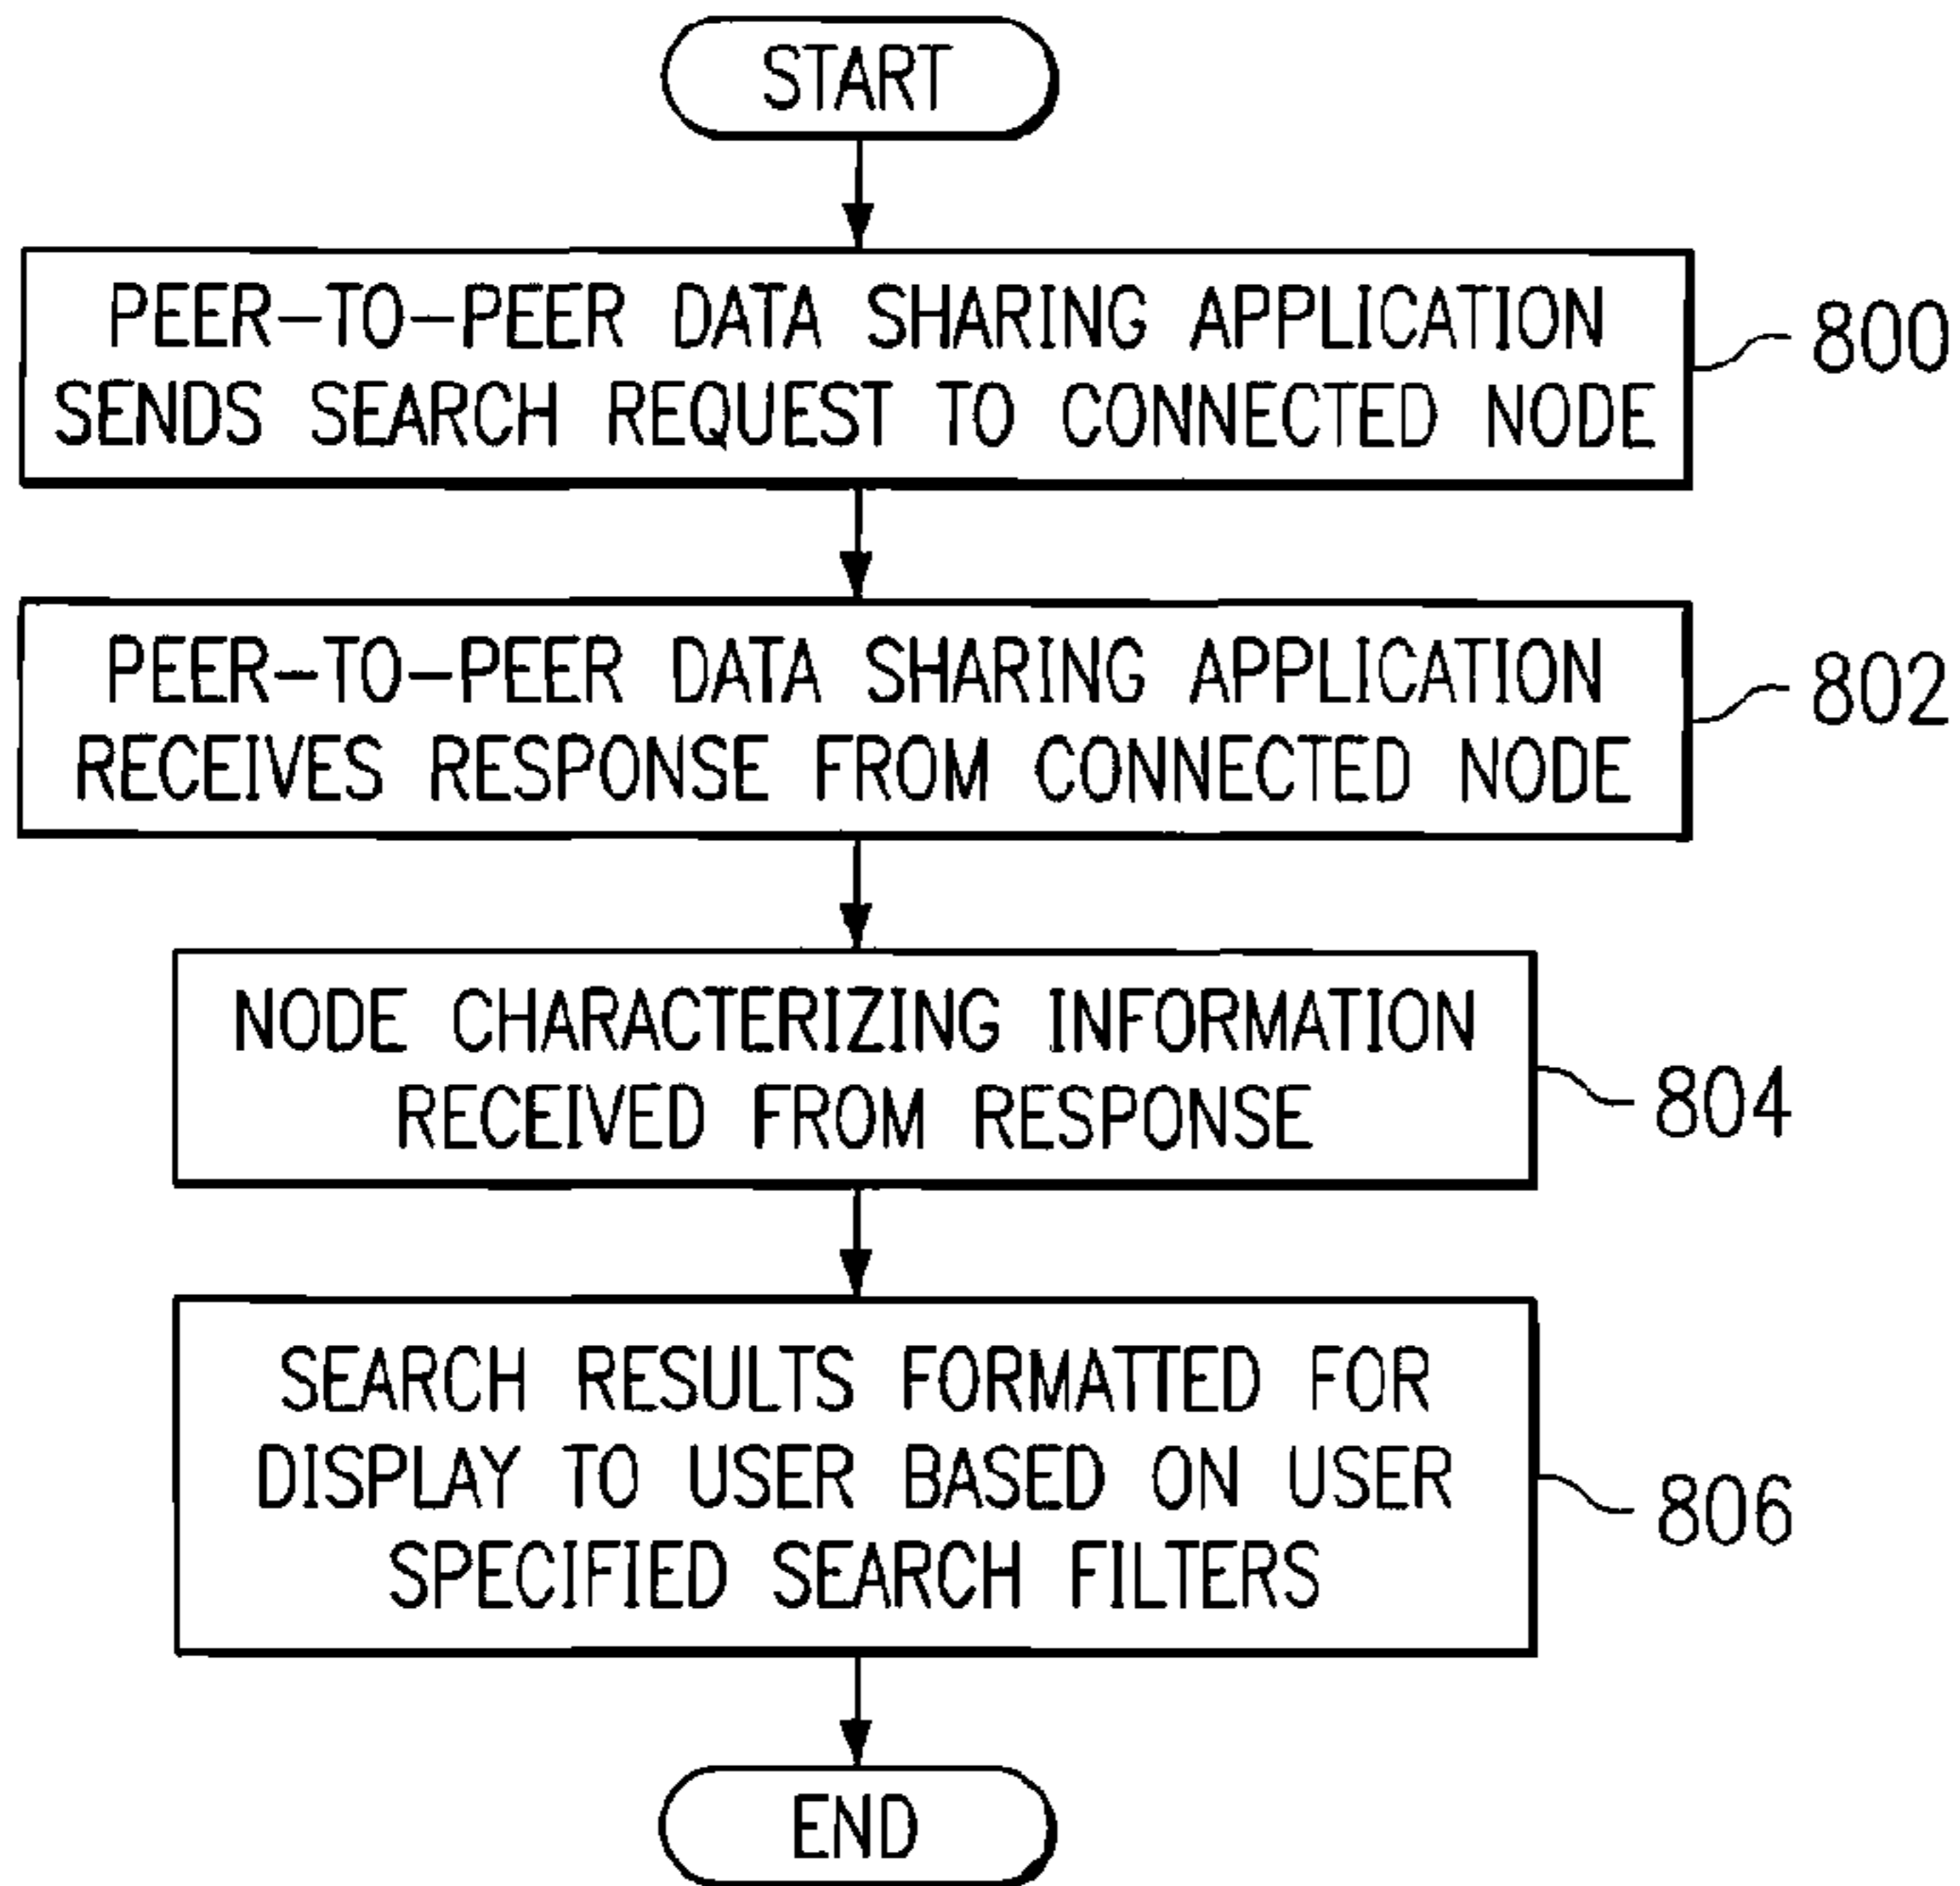 START
PEER-TO-PEER DATA SHARING APPLICATION
SENDS SEARCH REQUEST TO CONNECTED NODE
800
PEER-TO-PEER DATA SHARING APPLICATION
RECEIVES RESPONSE FROM CONNECTED NODE
802
NODE CHARACTERIZING INFORMATION
RECEIVED FROM RESPONSE
804
SEARCH RESULTS FORMATTED FOR
DISPLAY TO USER BASED ON USER
SPECIFIED SEARCH FILTERS
806
END